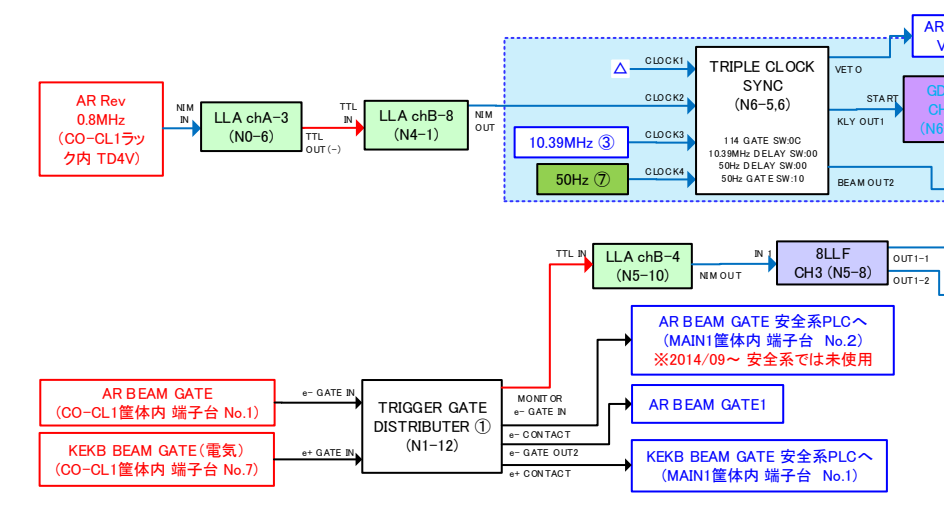 AR
V
AR Rev
0.8MHz
(CO-CL1ラッ
ク内 TD4V)
NIM
IN
LLA chA-3
(N0-6)
TTL
OUT(-)
TTL
IN
LLA chB-8
(N4-1)
NIM
OUT
△
CLOCK1
CLOCK2
CLOCK3
CLOCK4
10.39MHz ③
50Hz ⑦
TRIPLE CLOCK
SYNC
(N6-5,6)
114 GATE SW:0C
10.39MHz DELAY SW:00
50Hz DELAY SW:00
50Hz GATE SW:10
VETO
START
KLY OUT1
BEAM OUT2
GD
CH
(N6
TTL IN
LLA chB-4
(N5-10)
NIM OUT
IN 1
8LLF
CH3 (N5-8)
OUT1-1
OUT1-2
AR BEAM GATE 安全系PLCへ
(MAIN1筐体内 端子台 No.2)
※2014/09~ 安全系では未使用
AR BEAM GATE
(CO-CL1筐体内 端子台 No.1)
e- GATE IN
KEKB BEAM GATE(電気)
(CO-CL1筐体内 端子台 No.7)
e+ GATE IN
TRIGGER GATE
DISTRIBUTER ①
(N1-12)
MONITOR
e- GATE IN
e- CONTACT
e- GATE OUT2
e+ CONTACT
AR BEAM GATE1
KEKB BEAM GATE 安全系PLCへ
(MAIN1筐体内 端子台 No.1)